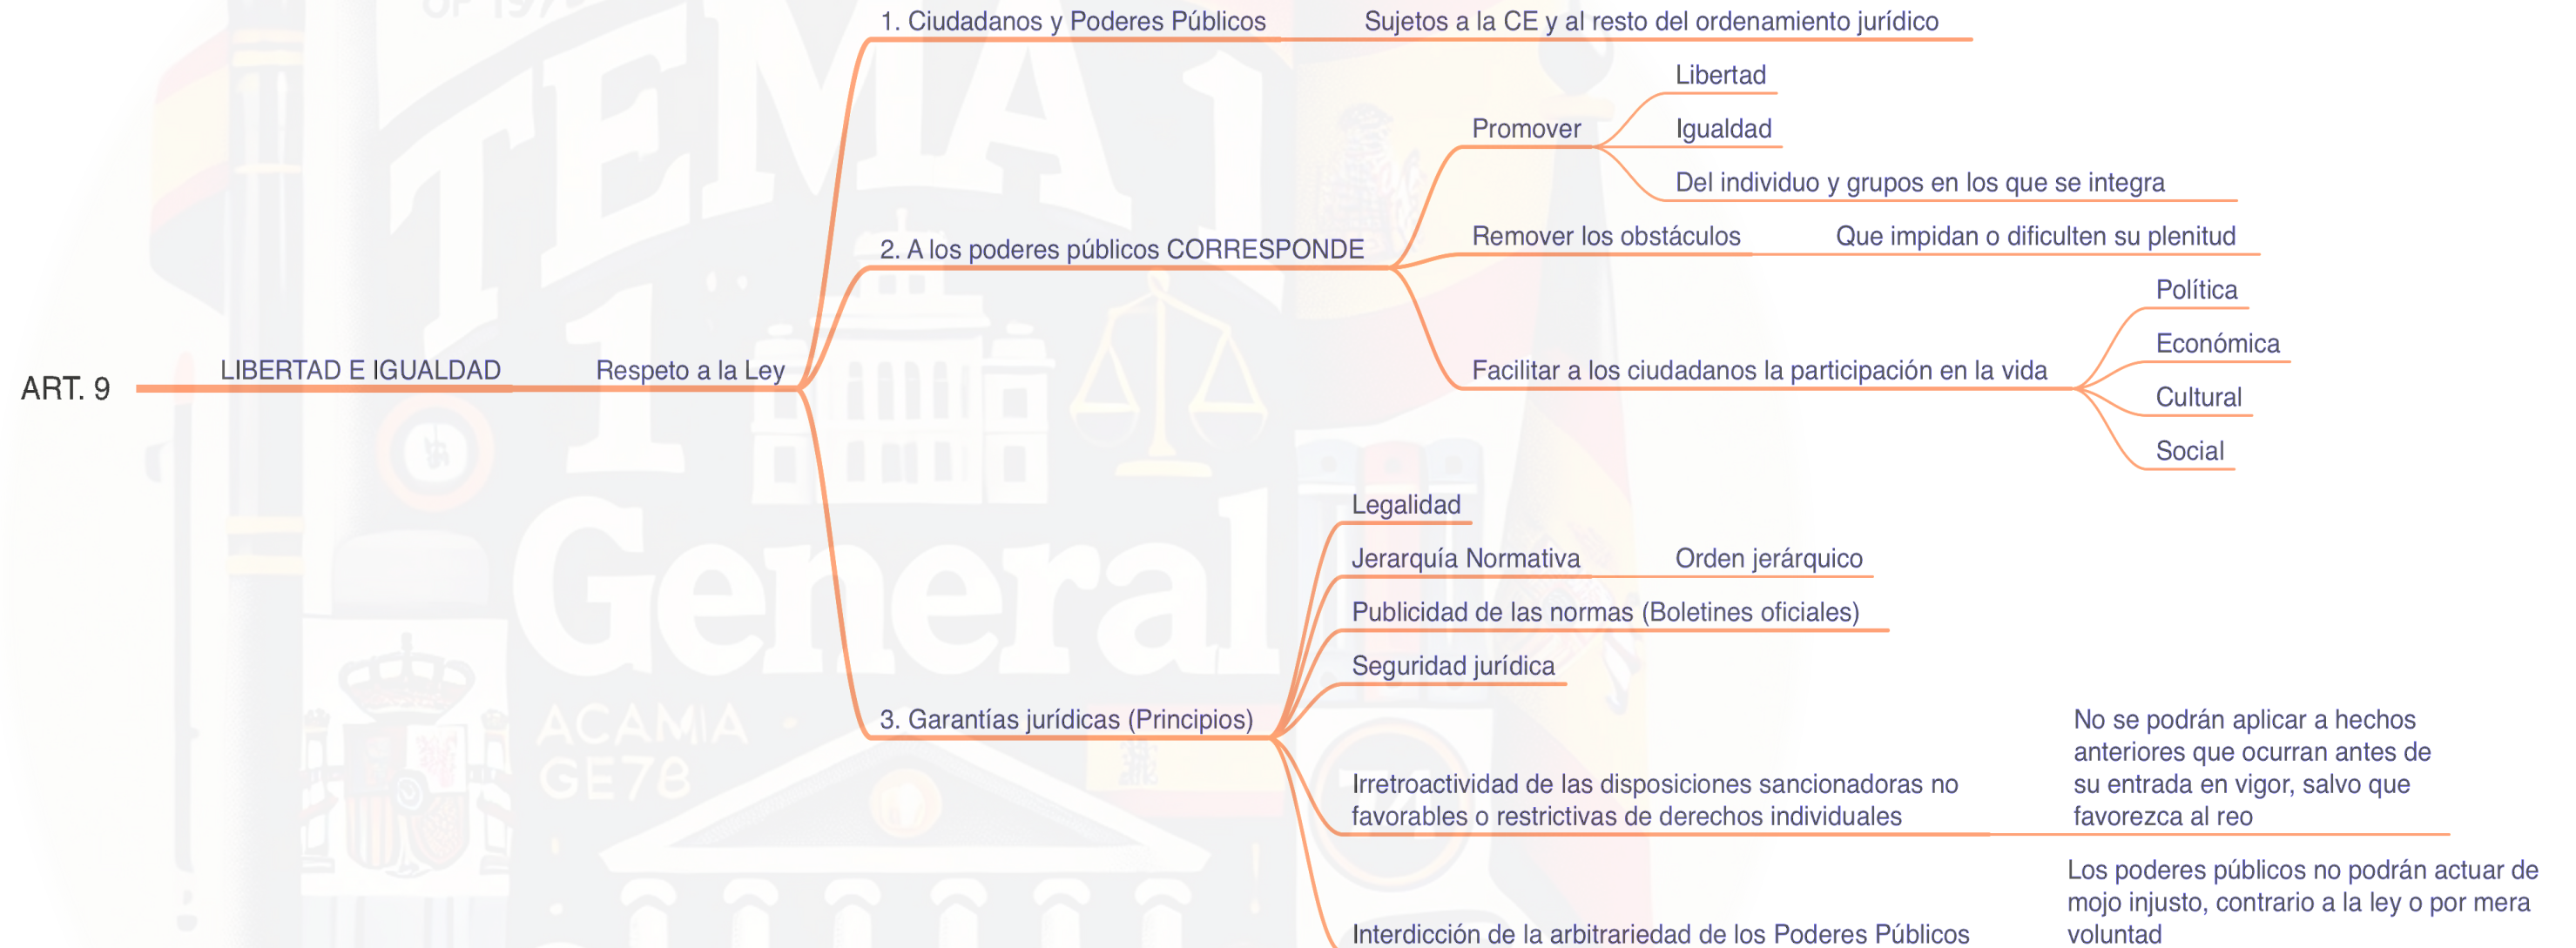 ART. 9
LIBERTAD E IGUALDAD
Respeto a la Ley
1. Ciudadanos y Poderes Públicos
Sujetos a la CE y al resto del ordenamiento jurídico
2. A los poderes públicos CORRESPONDE
Promover
Libertad
Igualdad
Del individuo y grupos en los que se integra
Remover los obstáculos
Que impidan o dificulten su plenitud
Facilitar a los ciudadanos la participación en la vida
Política
Económica
Cultural
Social
3. Garantías jurídicas (Principios)
Legalidad
Jerarquía Normativa
Orden jerárquico
Publicidad de las normas (Boletines oficiales)
Seguridad jurídica
Irretroactividad de las disposiciones sancionadoras no
favorables o restrictivas de derechos individuales
No se podrán aplicar a hechos
anteriores que ocurran antes de
su entrada en vigor, salvo que
favorezca al reo
Interdicción de la arbitrariedad de los Poderes Públicos
Los poderes públicos no podrán actuar de
mojo injusto, contrario a la ley o por mera
voluntad
TEMA 1
1
General
ACAMIA
GE78